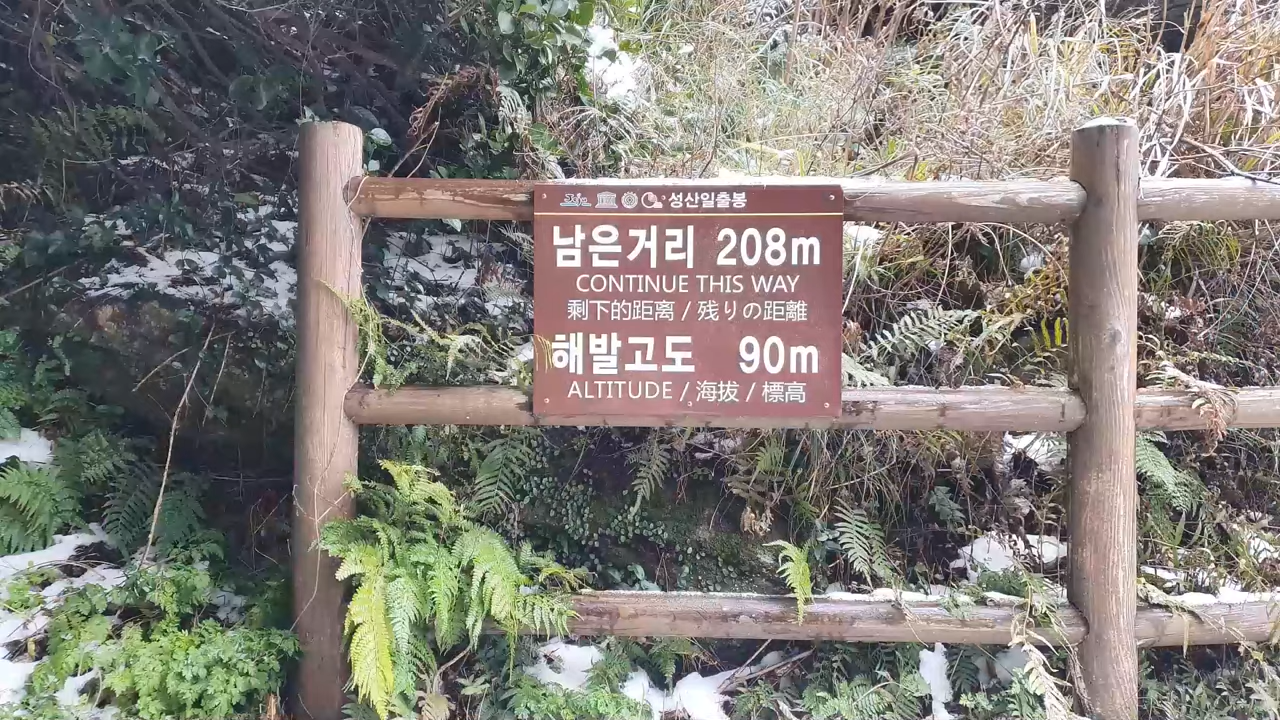 성산일출봉
남은거리 208m
CONTINUE THIS WAY
剩下的距离 / 残りの距離
해발고도 90m
ALTITUDE / 海拔 / 標高